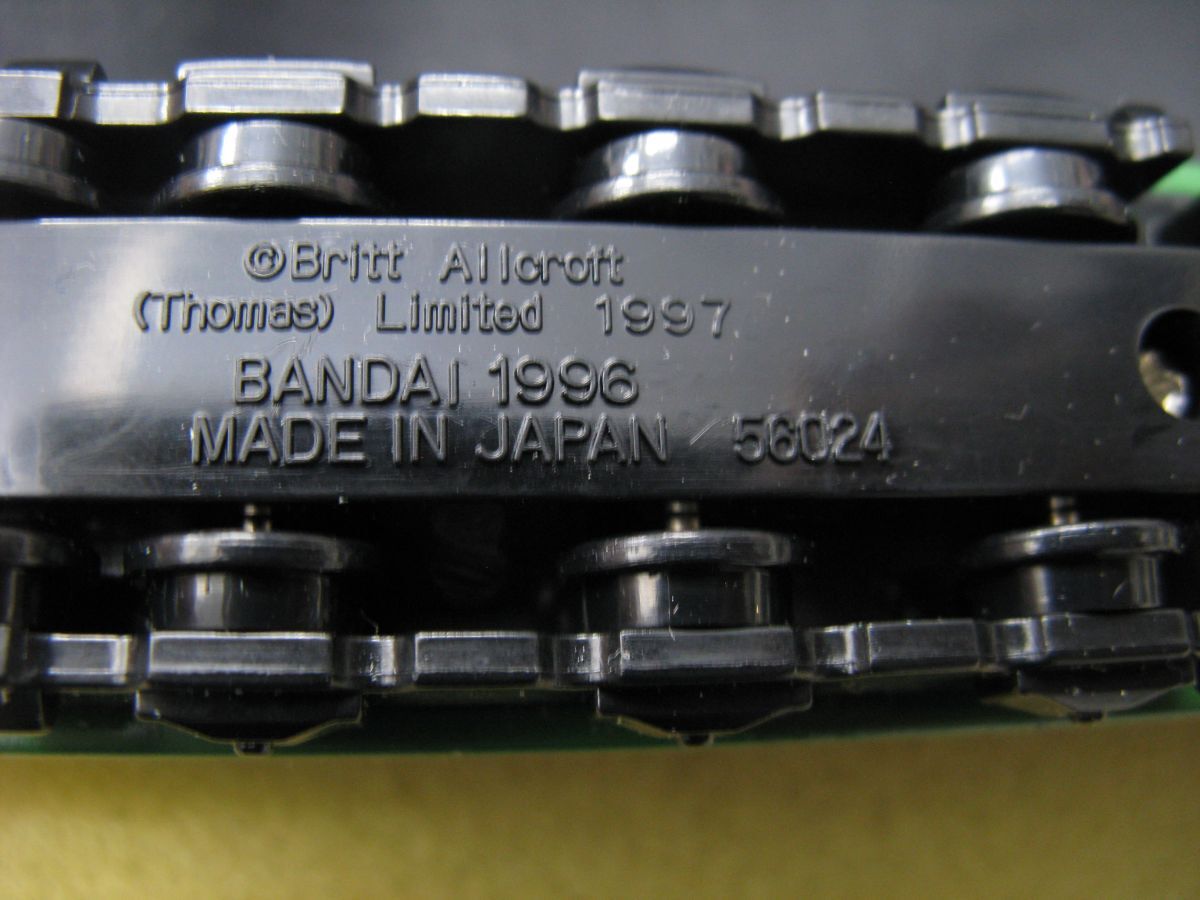 ©Britt Allcroft
(Thomas) Limited 1997
BANDAI 1996
MADE IN JAPAN 56024